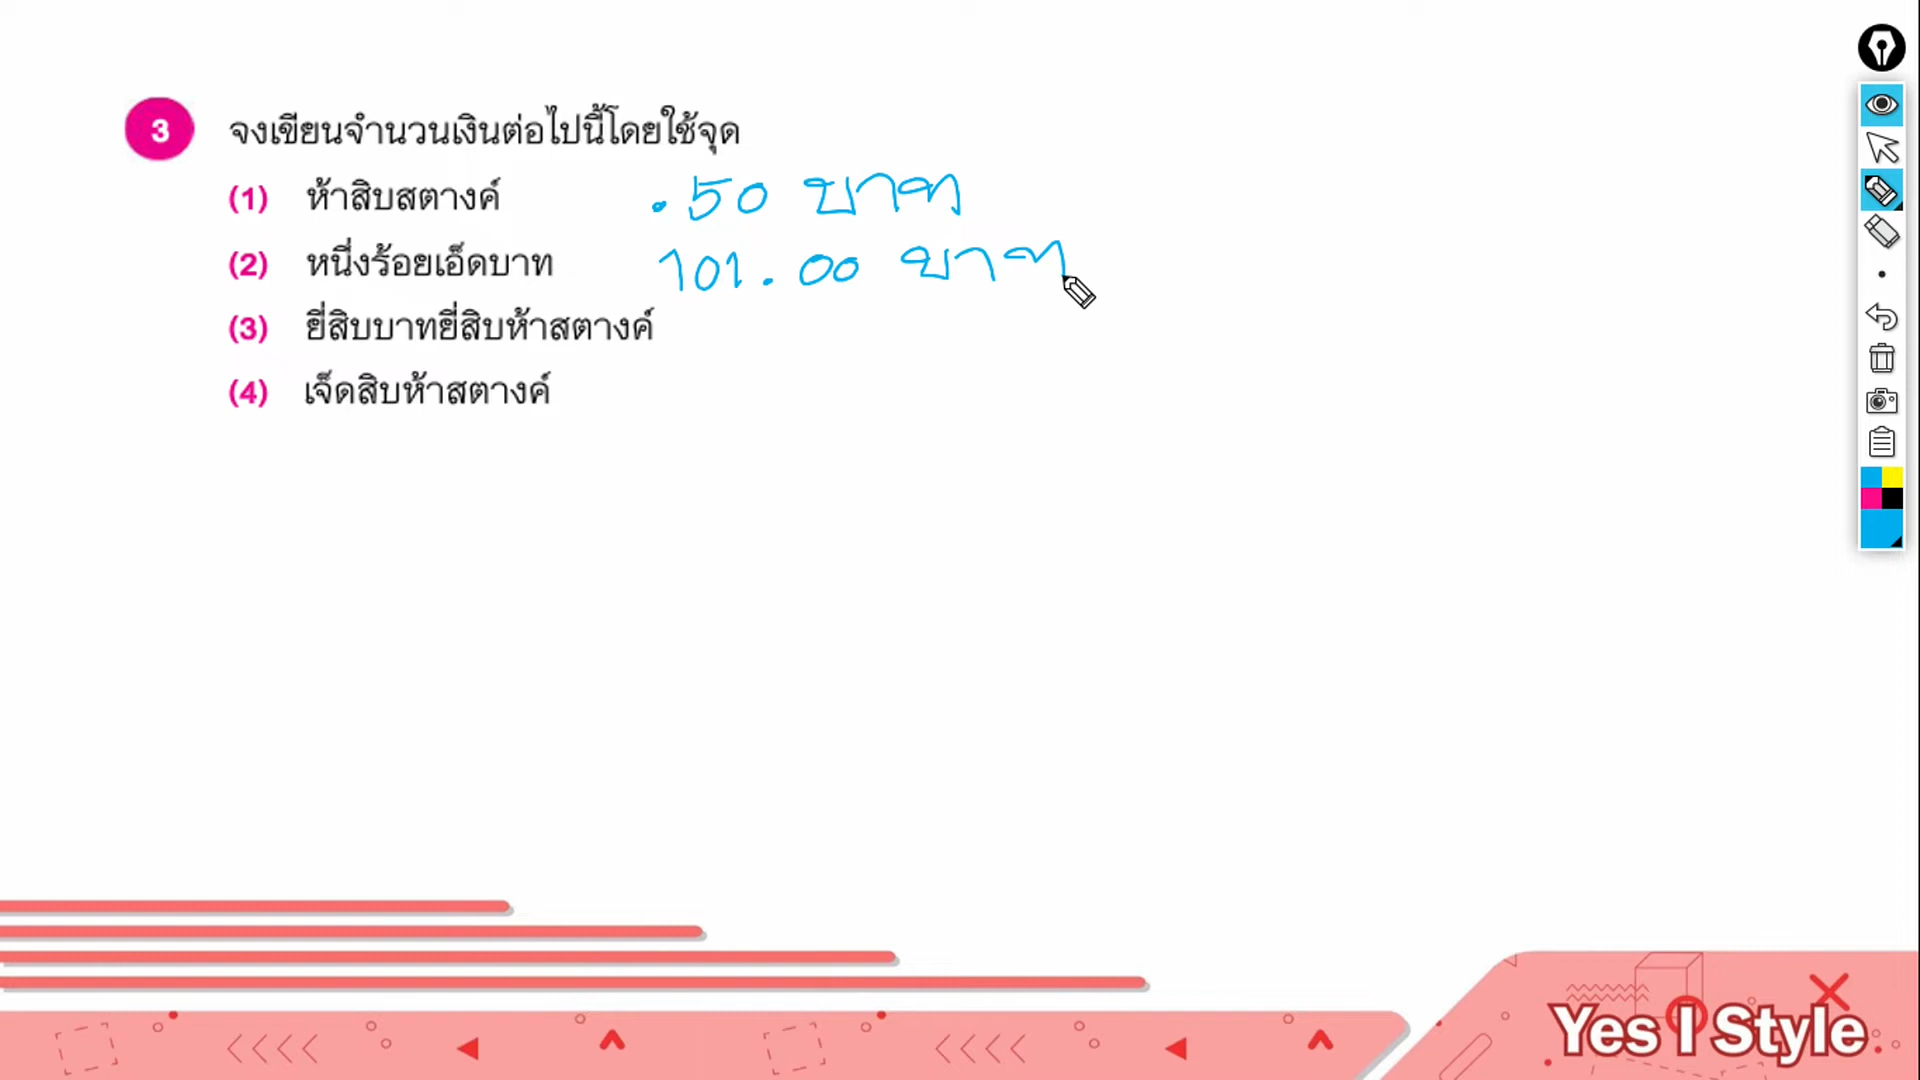 3 จงเขียนจำนวนเงินต่อไปนี้โดยใช้จุด
(1) ห้าสิบสตางค์ .50 บาท
(2) หนึ่งร้อยเอ็ดบาท 101.00 บาท
(3) ยี่สิบบาทยี่สิบห้าสตางค์
(4) เจ็ดสิบห้าสตางค์
Yes I Style